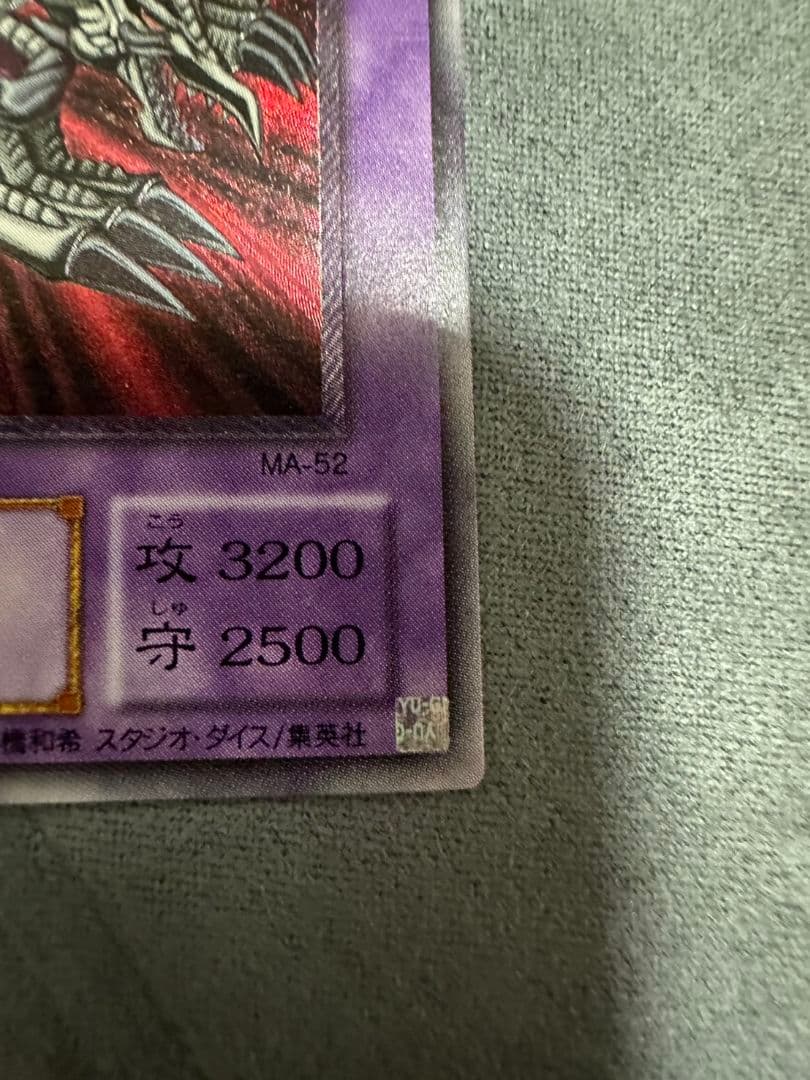 MA-52
こう
攻 3200
しゅ
守 2500
橋和希 スタジオ・ダイス/集英社
YU-G